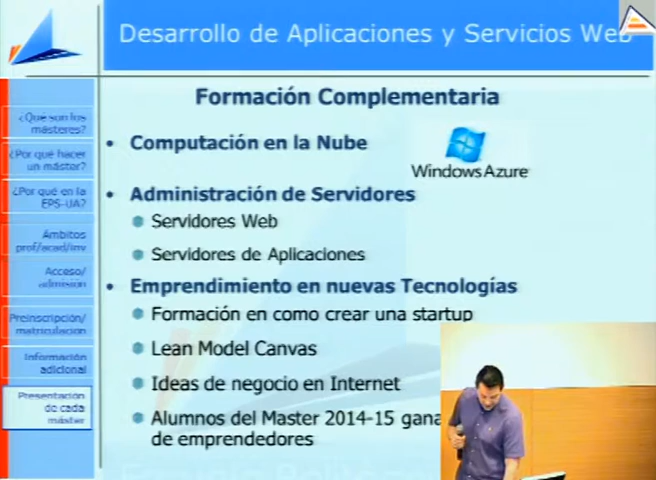 Desarrollo de Aplicaciones y Servicios Web
Formación Complementaria
¿Qué son los
másteres?
¿Por qué hacer
un máster?
¿Por qué en la
EPS-UA?
Ámbitos
prof/acad/inv
Acceso/
admisión
Preinscripción/
matriculación
Información
adicional
Presentación
de cada
máster
• Computación en la Nube
Windows Azure
• Administración de Servidores
Servidores Web
Servidores de Aplicaciones
• Emprendimiento en nuevas Tecnologías
Formación en como crear una startup
Lean Model Canvas
Ideas de negocio en Internet
Alumnos del Master 2014-15 gana
de emprendedores